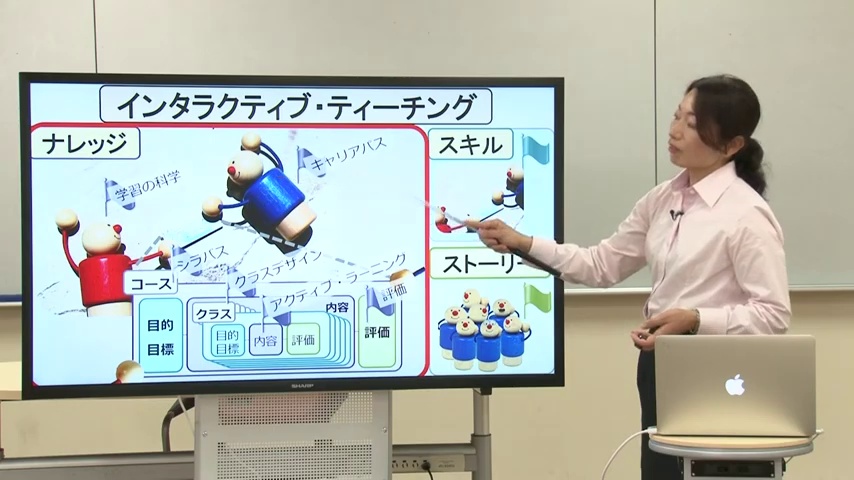 インタラクティブ・ティーチング
ナレッジ
スキル
学習の科学
キャリアパス
シラバス
クラスデザイン
アクティブ・ラーニング
評価
ストーリー
コース
目的
目標
クラス
内容
目的
目標
内容
評価
評価
SHARP